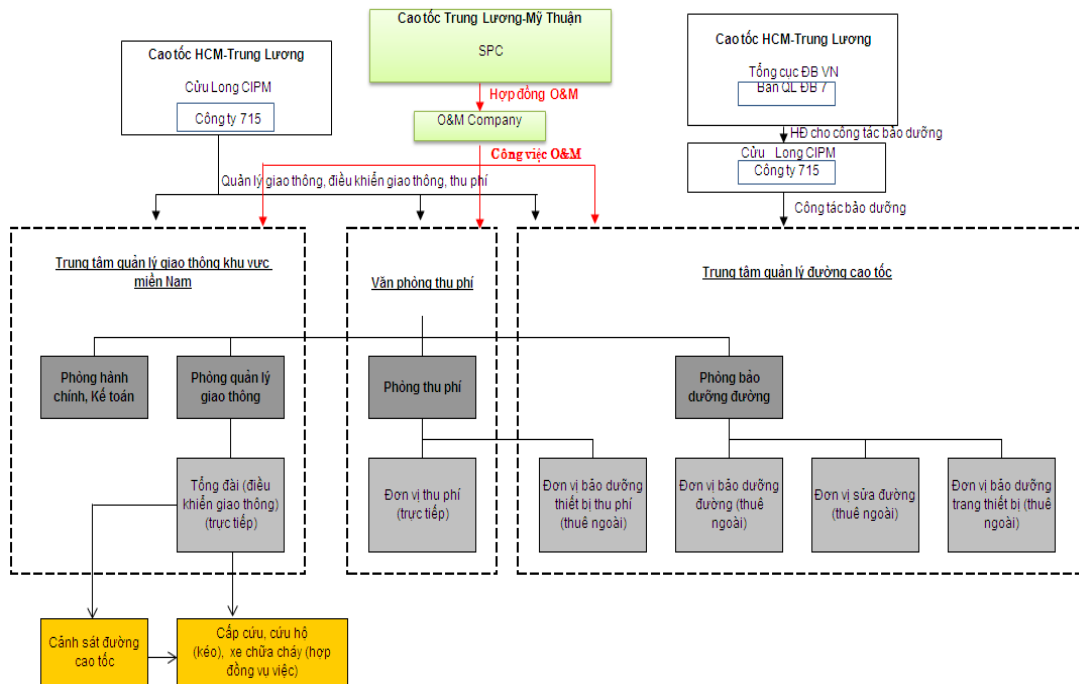 Cao tốc HCM-Trung Lương
Cửu Long CIPM
Công ty 715
Cao tốc Trung Lương-Mỹ Thuận
SPC
Hợp đồng O&M
O&M Company
Công việc O&M
Cao tốc HCM-Trung Lương
Tổng cục ĐB VN
Ban QL ĐB 7
HĐ cho công tác bảo dưỡng
Cửu Long CIPM
Công ty 715
Công tác bảo dưỡng
Quản lý giao thông, điều khiển giao thông, thu phí
Trung tâm quản lý giao thông khu vực
miền Nam
Văn phòng thu phí
Trung tâm quản lý đường cao tốc
Phòng hành
chính, Kế toán
Phòng quản lý
giao thông
Phòng thu phí
Phòng bảo
dưỡng đường
Tổng đài (điều
khiển giao thông)
(trực tiếp)
Đơn vị thu phí
(trực tiếp)
Đơn vị bảo dưỡng
thiết bị thu phí
(thuê ngoài)
Đơn vị bảo dưỡng
đường (thuê
ngoài)
Đơn vị sửa đường
(thuê ngoài)
Đơn vị bảo dưỡng
trang thiết bị (thuê
ngoài)
Cảnh sát đường
cao tốc
Cấp cứu, cứu hộ
(kéo), xe chữa cháy (hợp
đồng vụ việc)